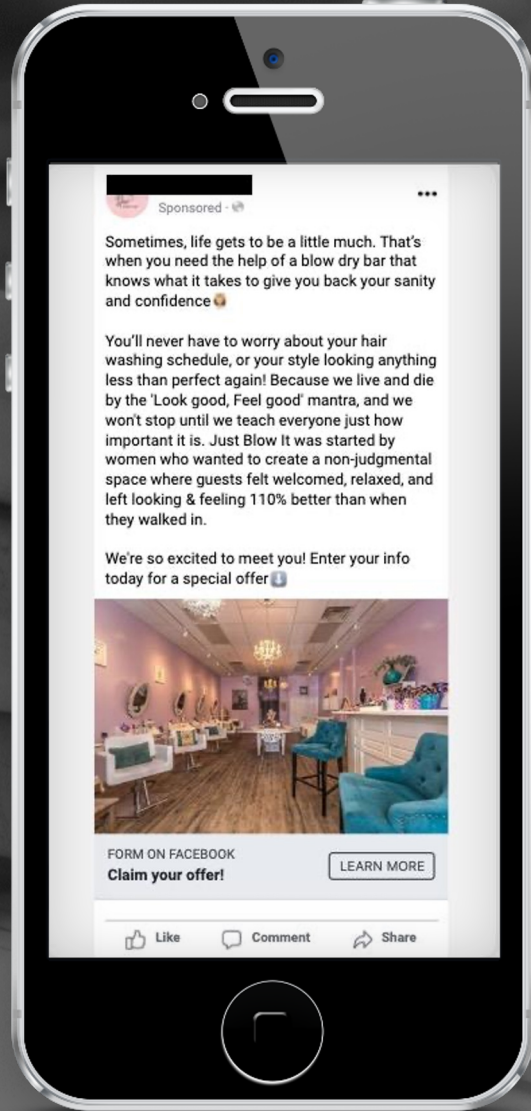 Sponsored ·
Sometimes, life gets to be a little much. That's
when you need the help of a blow dry bar that
knows what it takes to give you back your sanity
and confidence
You'll never have to worry about your hair
washing schedule, or your style looking anything
less than perfect again! Because we live and die
by the 'Look good, Feel good' mantra, and we
won't stop until we teach everyone just how
important it is. Just Blow It was started by
women who wanted to create a non-judgmental
space where guests felt welcomed, relaxed, and
left looking & feeling 110% better than when
they walked in.
We're so excited to meet you! Enter your info
today for a special offer⬇️
FORM ON FACEBOOK
Claim your offer!
LEARN MORE
Like Comment Share